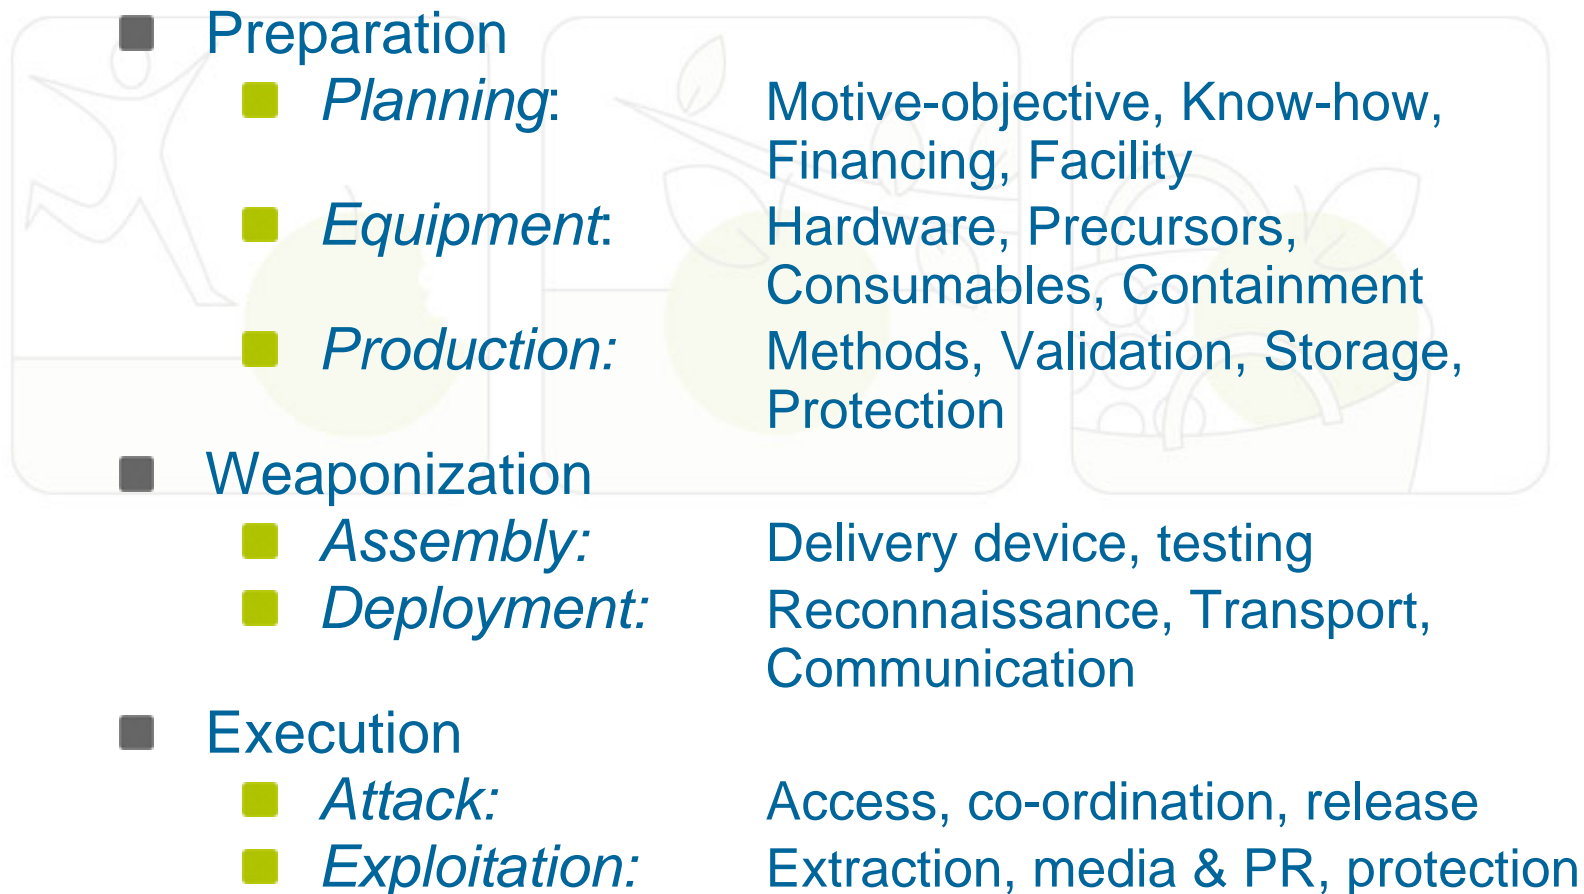 Preparation
Planning: Motive-objective, Know-how,
Financing, Facility
Equipment: Hardware, Precursors,
Consumables, Containment
Production: Methods, Validation, Storage,
Protection
Weaponization
Assembly: Delivery device, testing
Deployment: Reconnaissance, Transport,
Communication
Execution
Attack: Access, co-ordination, release
Exploitation: Extraction, media & PR, protection